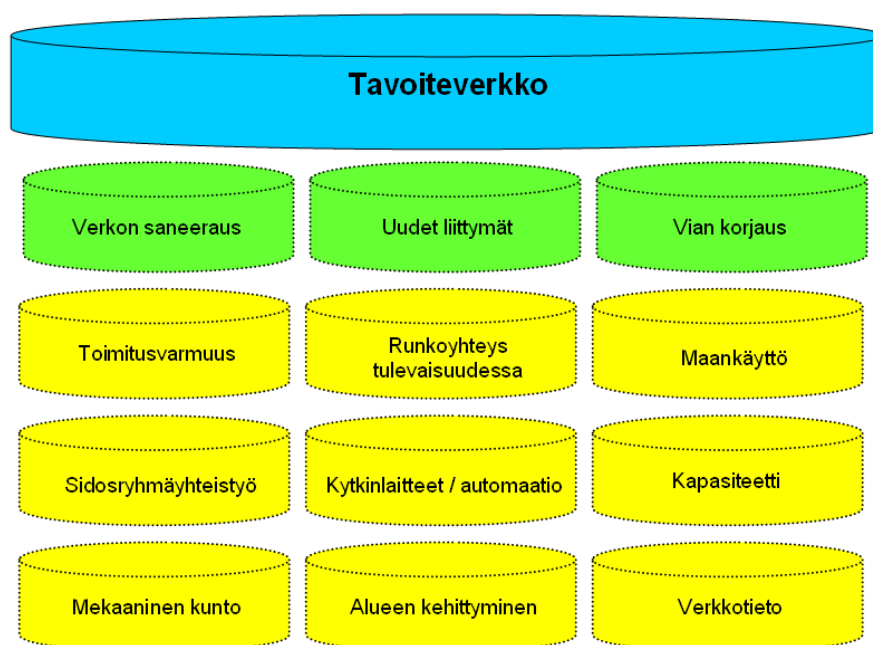 Tavoiteverkko
Verkon saneeraus
Uudet liittymät
Vian korjaus
Toimitusvarmuus
Runkoyhteys
tulevaisuudessa
Maankäyttö
Sidosryhmäyhteistyö
Kytkinlaitteet / automaatio
Kapasiteetti
Mekaaninen kunto
Alueen kehittyminen
Verkkotieto